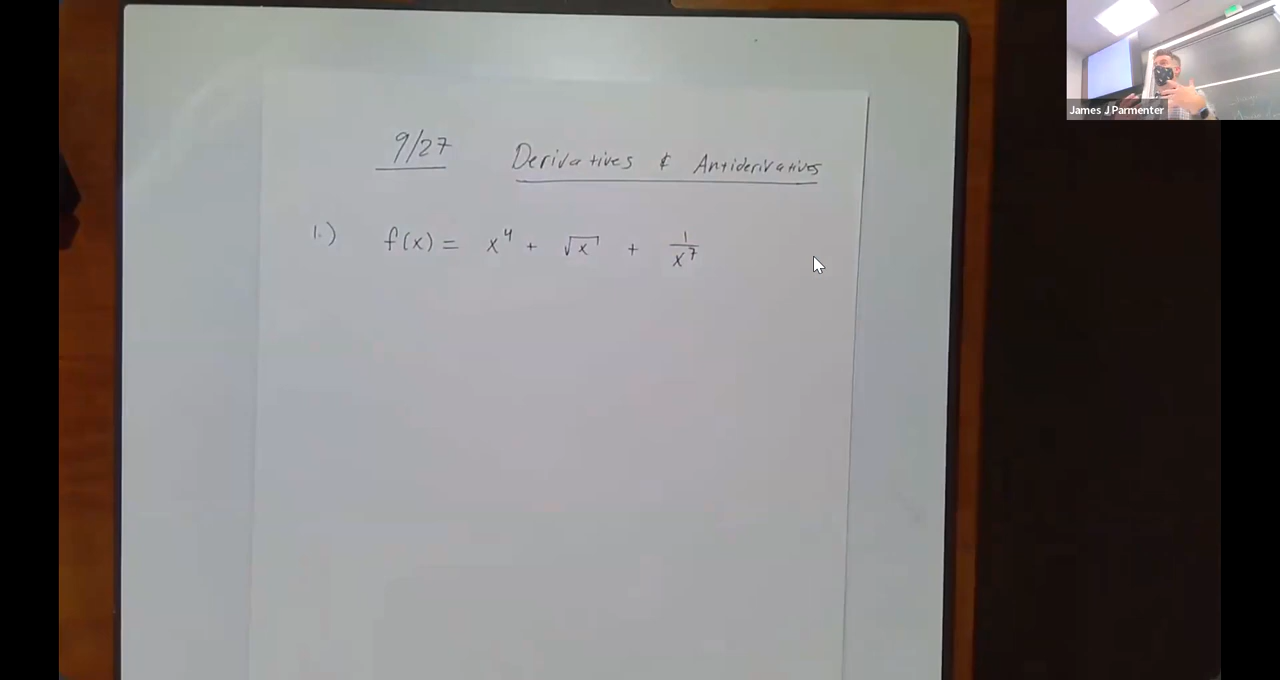 James J Parmenter
9/27 Derivatives & Antiderivatives
1.) f(x) = x⁴ + √x + 1/x⁷